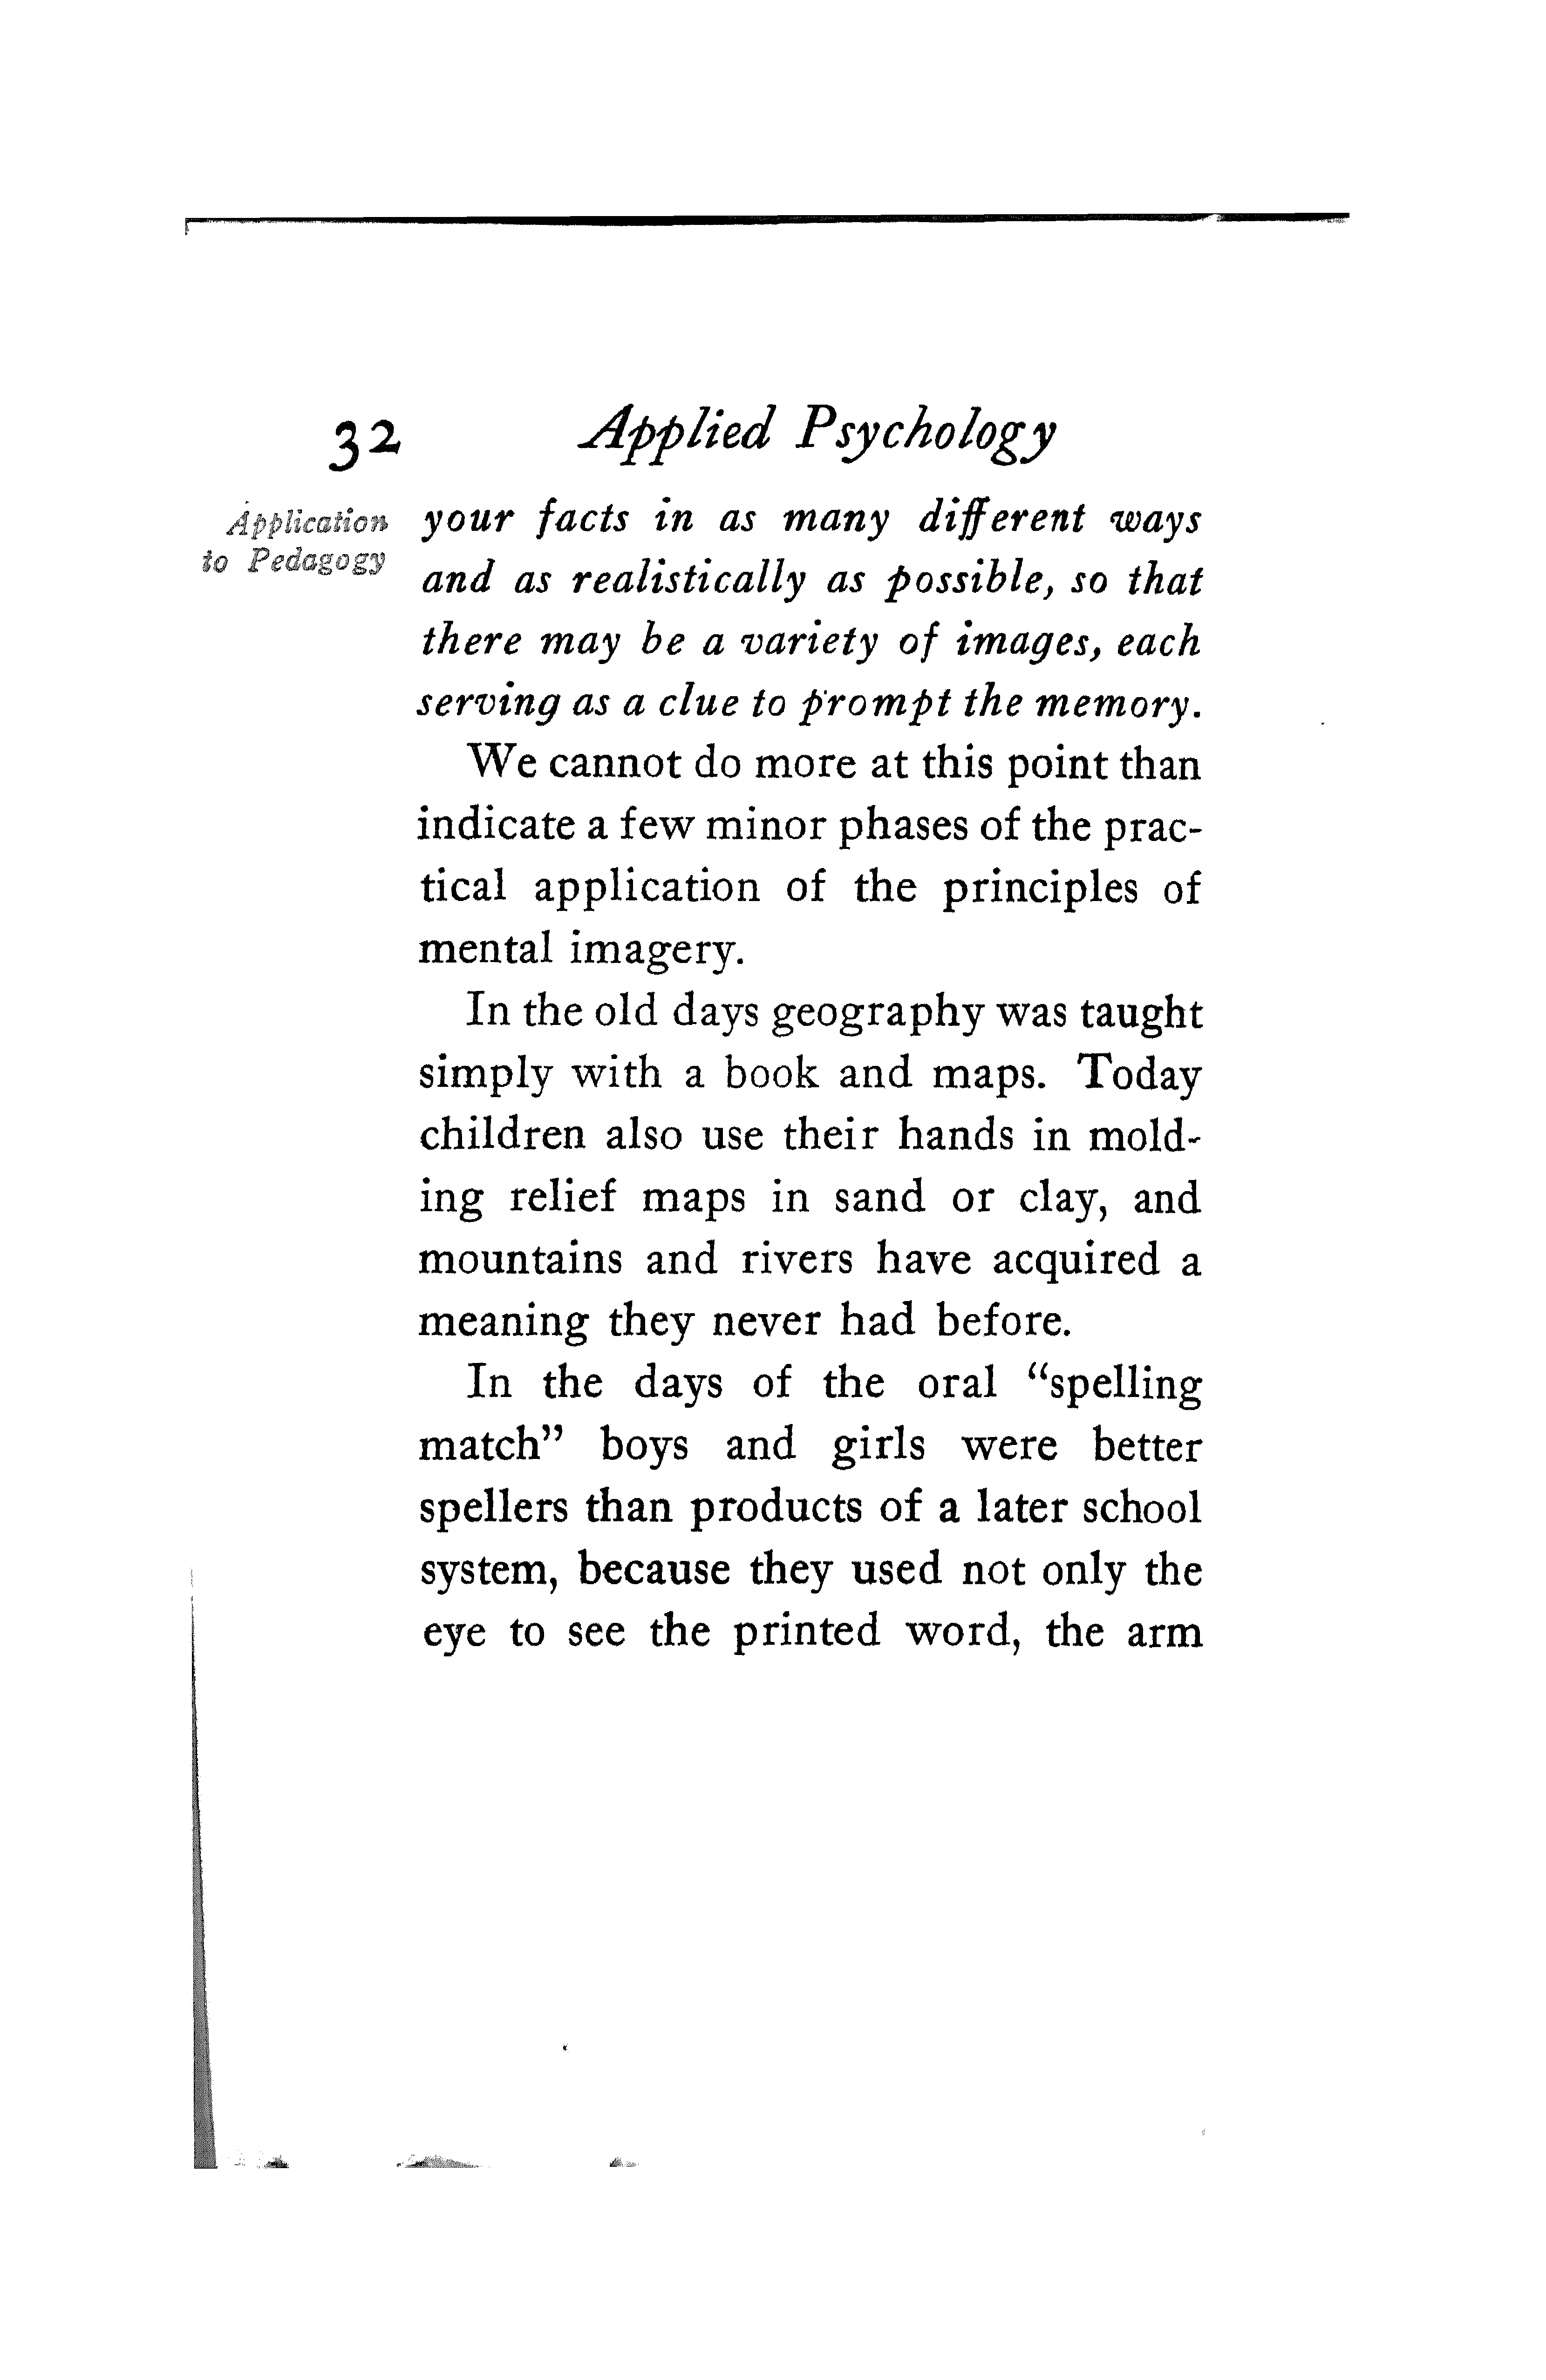 32 Applied Psychology
Application
to Pedagogy
your facts in as many different ways
and as realistically as possible, so that
there may be a variety of images, each
serving as a clue to prompt the memory.
We cannot do more at this point than
indicate a few minor phases of the prac-
tical application of the principles of
mental imagery.
In the old days geography was taught
simply with a book and maps. Today
children also use their hands in mold-
ing relief maps in sand or clay, and
mountains and rivers have acquired a
meaning they never had before.
In the days of the oral “spelling
match” boys and girls were better
spellers than products of a later school
system, because they used not only the
eye to see the printed word, the arm